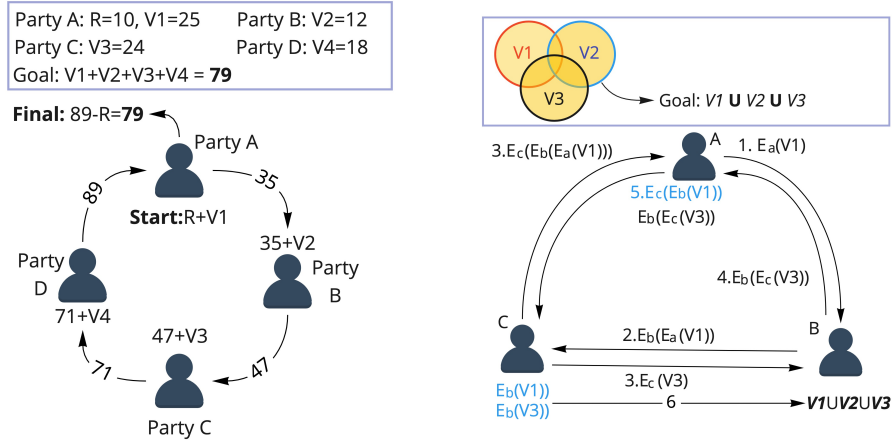 Party A: R=10, V1=25 Party B: V2=12
Party C: V3=24 Party D: V4=18
Goal: V1+V2+V3+V4 = 79
Final: 89-R=79
Party A
35
Start:R+V1
89
35+V2
Party
B
Party
D
71+V4
47+V3
47
71
Party C
V1
V2
V3
Goal: V1 U V2 U V3
A
3.Ec(Eb(Ea(V1)))
1. Ea(V1)
5.Ec(Eb(V1))
Eb(Ec(V3))
4.Eb(Ec(V3))
C
B
2.Eb(Ea(V1))
3.Ec(V3)
Eb(V1))
Eb(V3))
6
V1UV2UV3